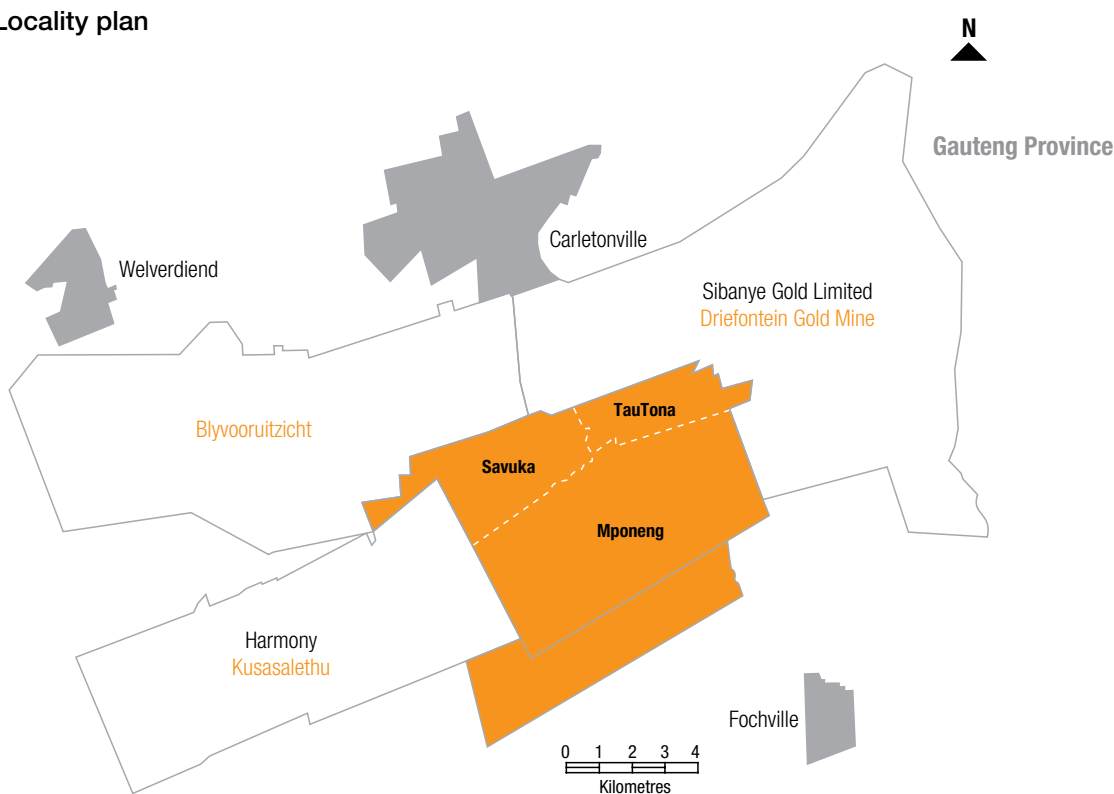 Locality plan
N
Gauteng Province
Carletonville
Welverdiend
Sibanye Gold Limited
Driefontein Gold Mine
TauTona
Blyvooruitzicht
Savuka
Mponeng
Harmony
Kusasalethu
Fochville
0 1 2 3 4
Kilometres